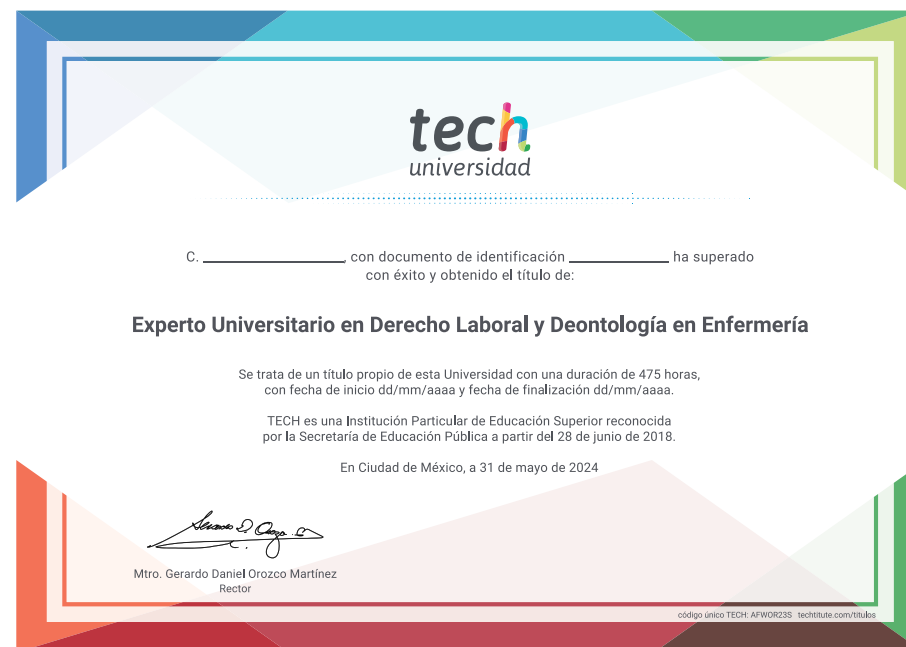 tech
universidad
C. ____________, con documento de identificación ____________ ha superado
con éxito y obtenido el título de:
Experto Universitario en Derecho Laboral y Deontología en Enfermería
Se trata de un título propio de esta Universidad con una duración de 475 horas,
con fecha de inicio dd/mm/aaaa y fecha de finalización dd/mm/aaaa.
TECH es una Institución Particular de Educación Superior reconocida
por la Secretaría de Educación Pública a partir del 28 de junio de 2018.
En Ciudad de México, a 31 de mayo de 2024
Mtro. Gerardo Daniel Orozco Martínez
Rector
código único TECH: AFWOR23S techtitute.com/titulos